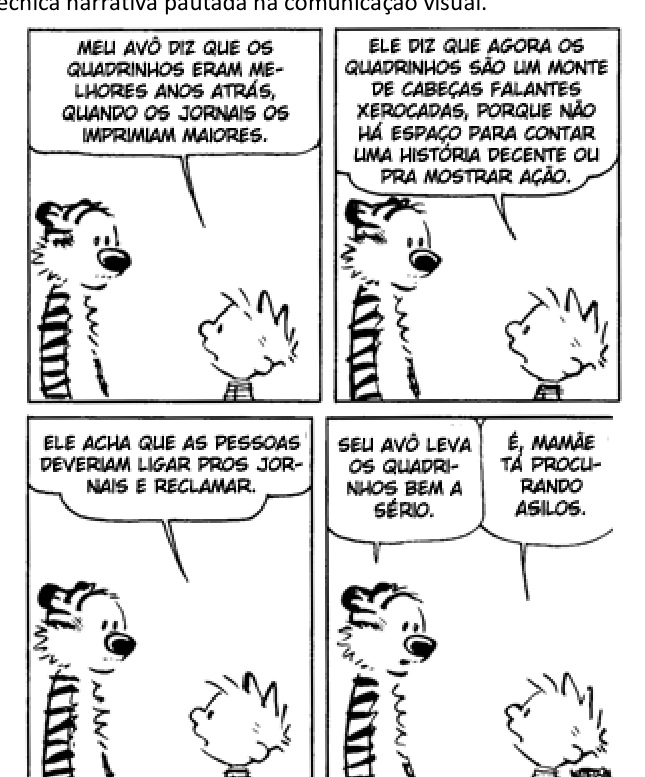 écnica narrativa pautada na comunicação visual.
MEU AVÔ DIZ QUE OS
QUADRINHOS ERAM ME-
LHORES ANOS ATRÁS,
QUANDO OS JORNAIS OS
IMPRIMIAM MAIORES.
ELE DIZ QUE AGORA OS
QUADRINHOS SÃO UM MONTE
DE CABEÇAS FALANTES
XEROCADAS, PORQUE NÃO
HÁ ESPAÇO PARA CONTAR
UMA HISTÓRIA DECENTE OU
PRA MOSTRAR AÇÃO.
ELE ACHA QUE AS PESSOAS
DEVERIAM LIGAR PROS JOR-
NAIS E RECLAMAR.
SEU AVÔ LEVA
OS QUADRI-
NHOS BEM A
SÉRIO.
É, MAMÃE
TÁ PROCU-
RANDO
ASILOS.